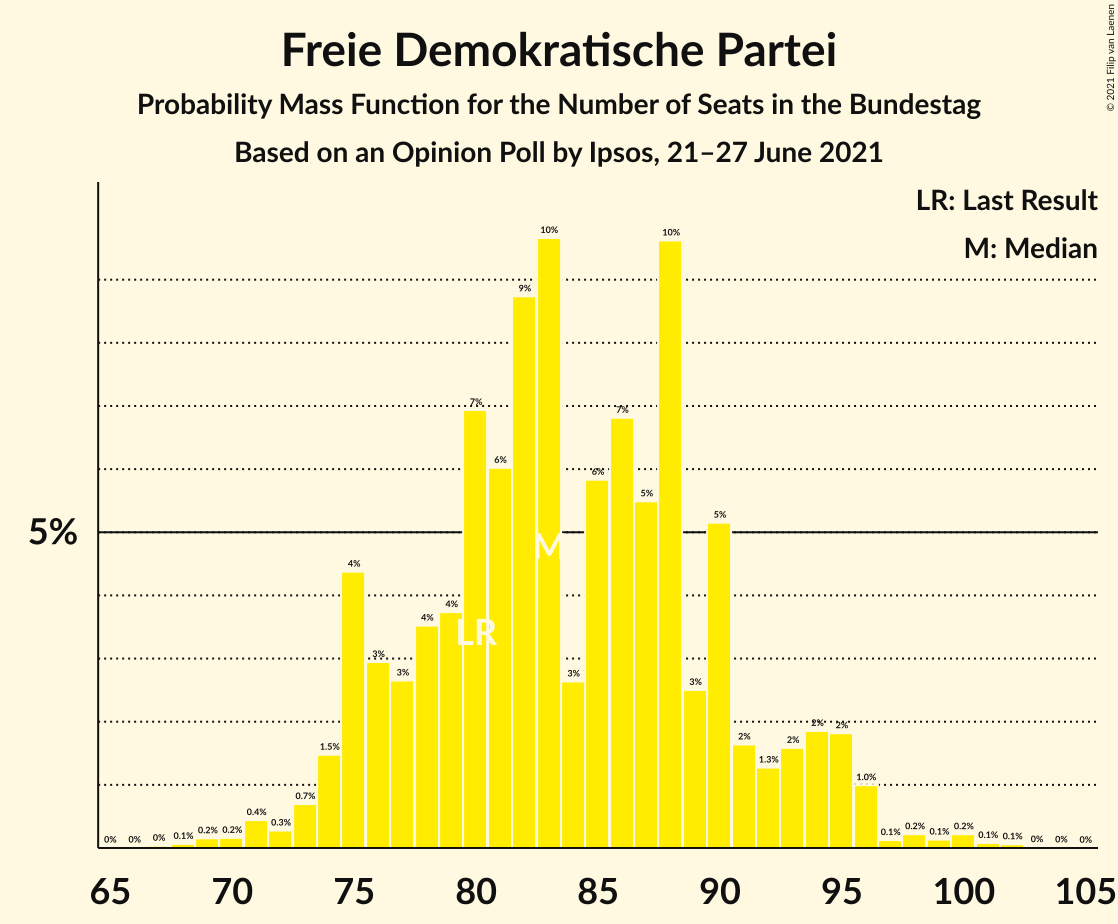 Freie Demokratische Partei
Probability Mass Function for the Number of Seats in the Bundestag
Based on an Opinion Poll by Ipsos, 21–27 June 2021
© 2021 Filip van Laenen
LR: Last Result
M: Median
5%
0% 0% 0% 0.1% 0.2% 0.2% 0.4% 0.3% 0.7% 1.5% 4% 3% 3% 4% 4% 7% 6% 9% 10% 3% 6% 7% 5% 10% 3% 5% 2% 1.3% 2% 2% 2% 1.0% 0.1% 0.2% 0.1% 0.2% 0.1% 0.1% 0% 0% 0%
M
LR
65 70 75 80 85 90 95 100 105